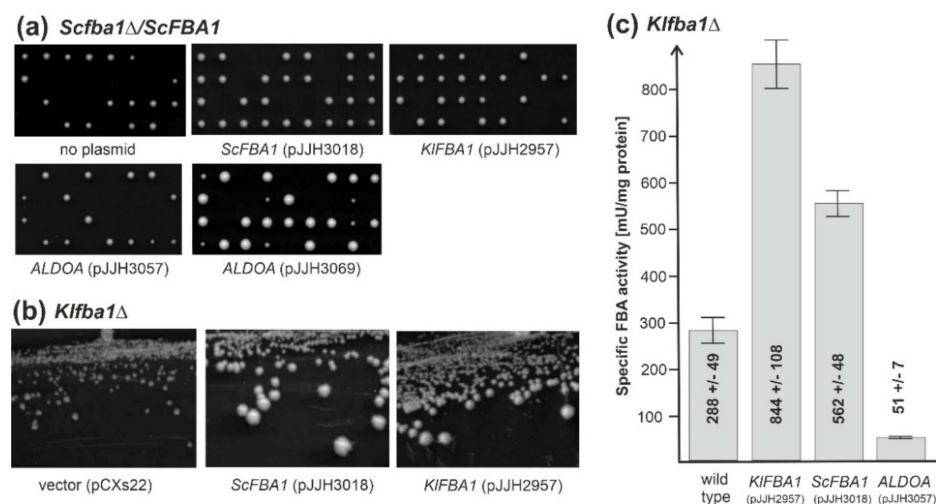 (a) Scfba1Δ/ScFBA1
no plasmid
ScFBA1 (pJJH3018)
KlFBA1 (pJJH2957)
ALDOA (pJJH3057)
ALDOA (pJJH3069)
(b) Klfba1Δ
vector (pCXs22)
ScFBA1 (pJJH3018)
KlFBA1 (pJJH2957)
(c) Klfba1Δ
Specific FBA activity [mU/mg protein]
800
700
600
500
400
300
200
100
288 +/- 49
844 +/- 108
562 +/- 48
51 +/- 7
wild type
KlFBA1 (pJJH2957)
ScFBA1 (pJJH3018)
ALDOA (pJJH3057)